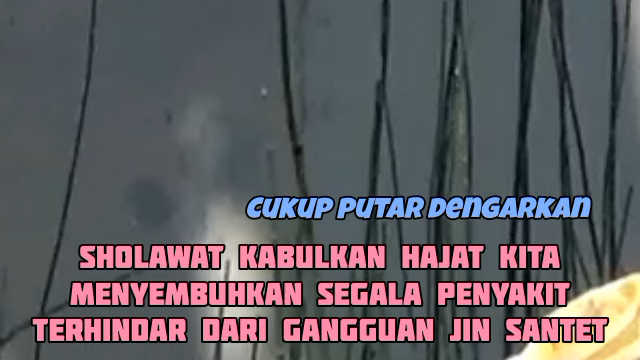 CUKUP PUTAR DENGARKAN
SHOLAWAT KABULKAN HAJAT KITA
MENYEMBUHKAN SEGALA PENYAKIT
TERHINDAR DARI GANGGUAN JIN SANTET